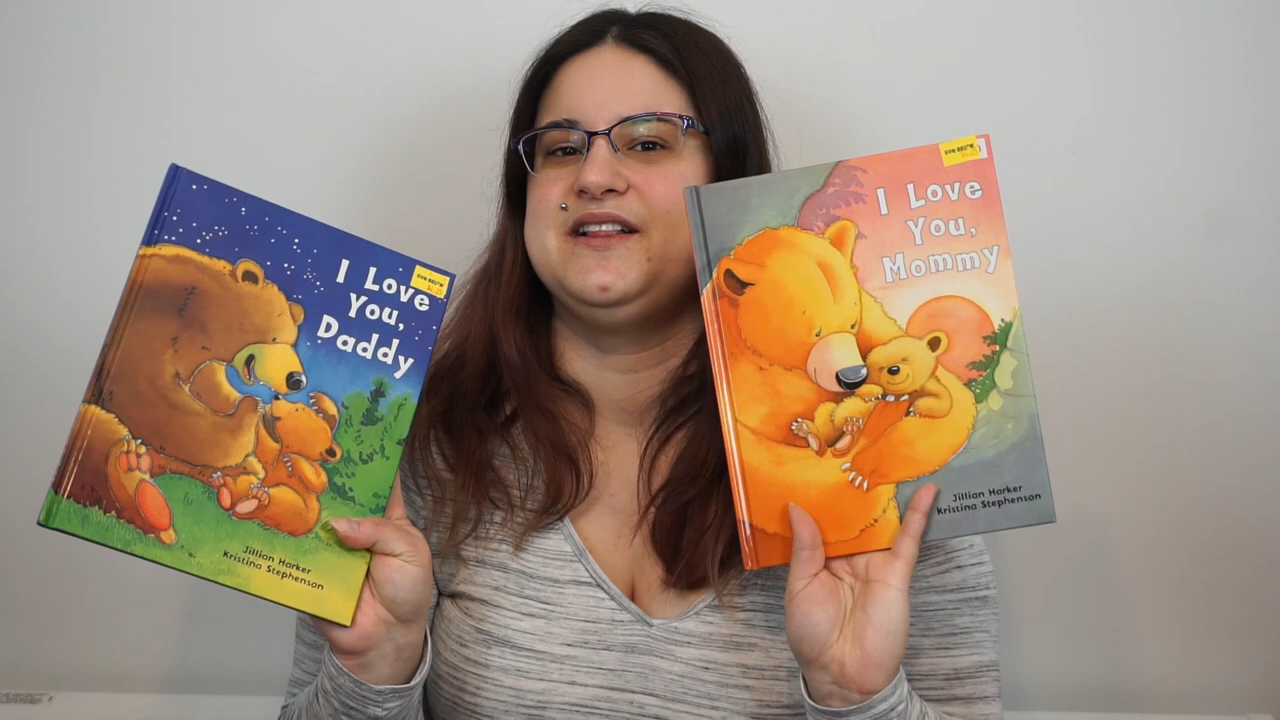 I Love
You,
Daddy
Jillian Harker
Kristina Stephenson
I Love
You,
Mommy
Jillian Harker
Kristina Stephenson